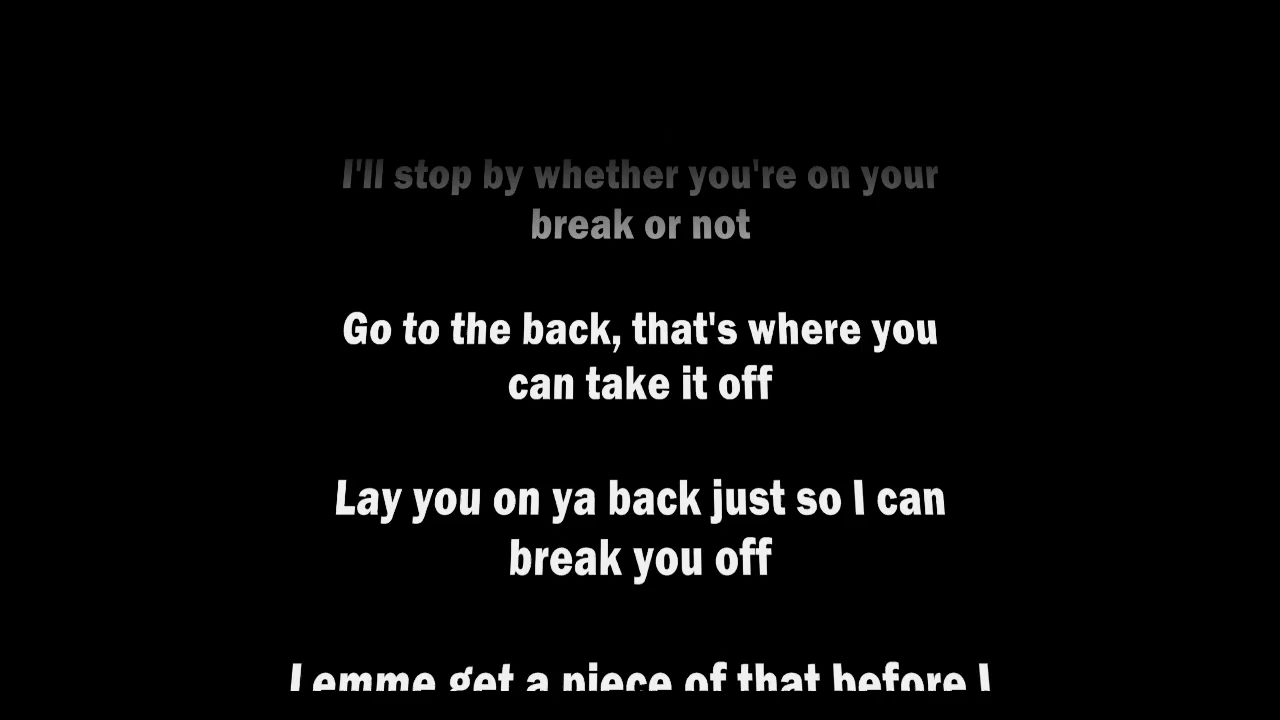 I'll stop by whether you're on your
break or not
Go to the back, that's where you
can take it off
Lay you on ya back just so I can
break you off
Lemme get a piece of that before I